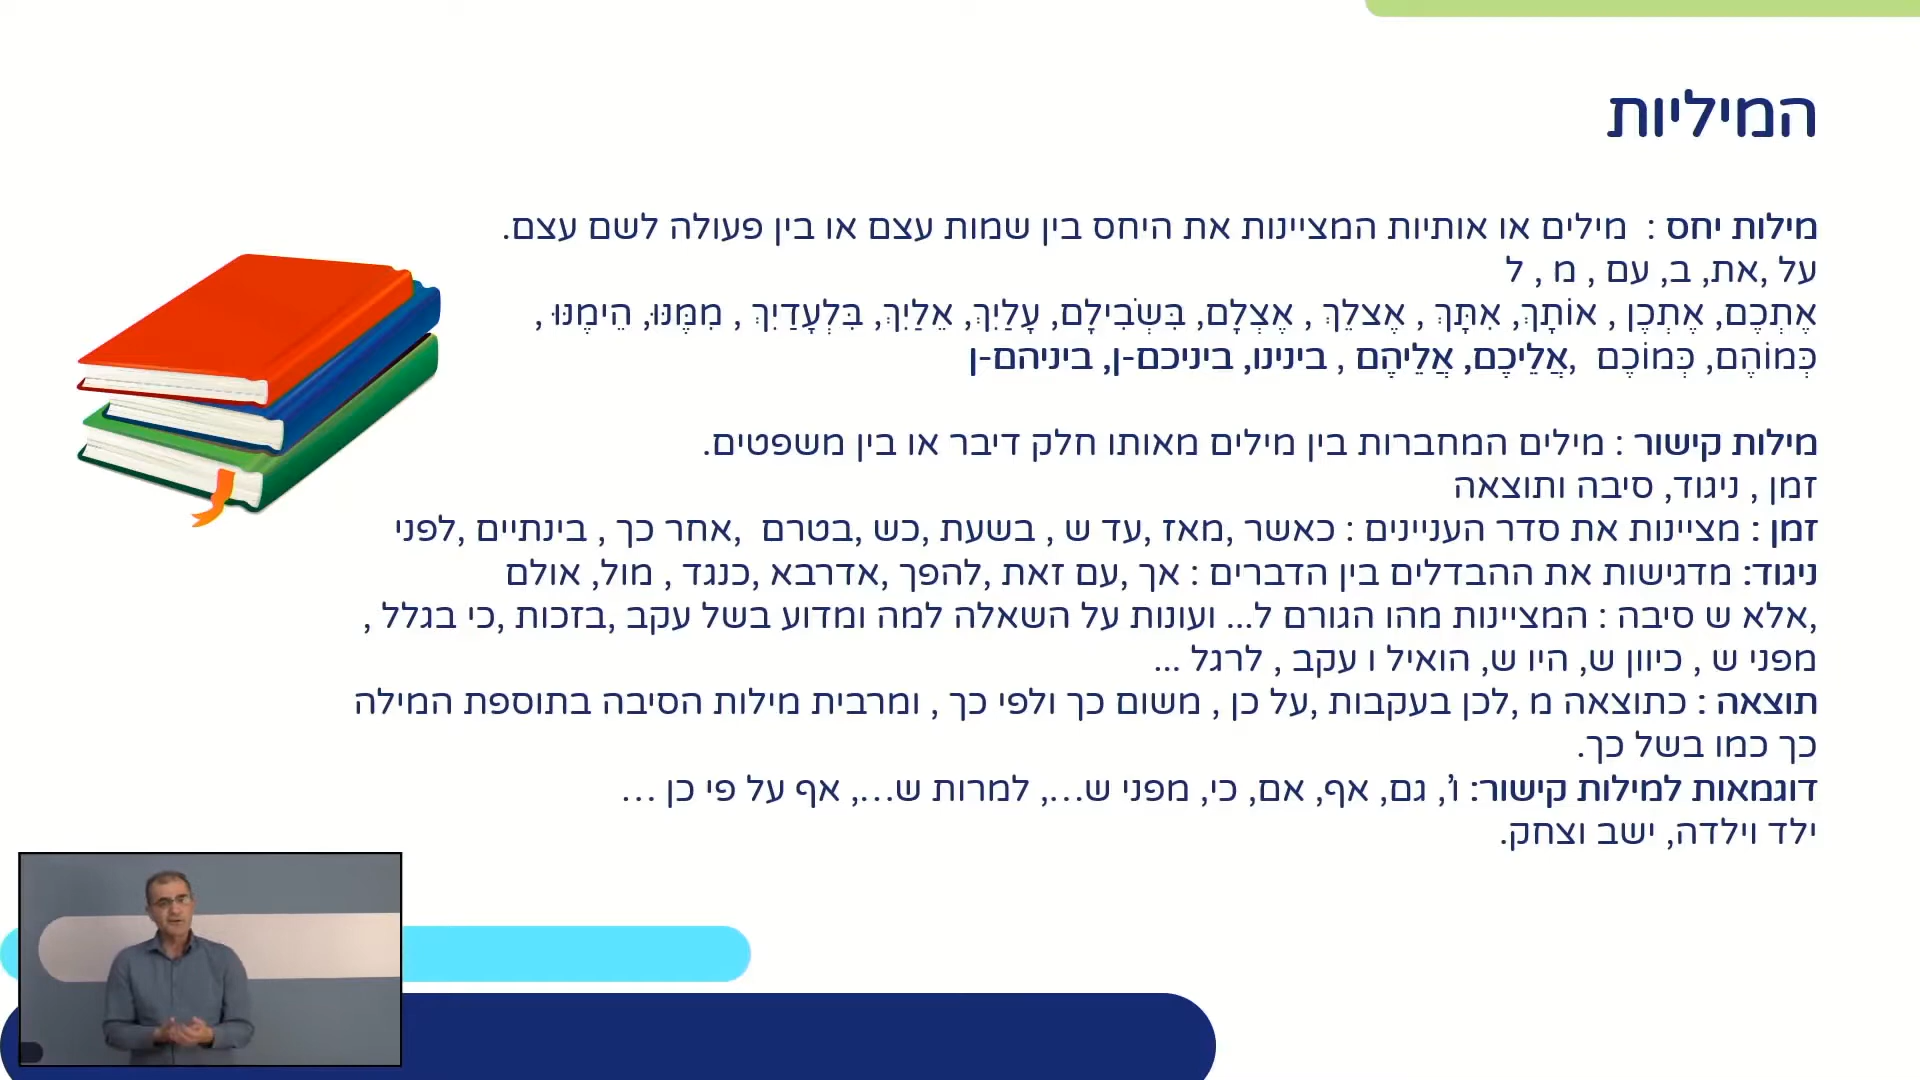 המיליות
מילות יחס : מילים או אותיות המציינות את היחס בין שמות עצם או בין פעולה לשם עצם.
על ,את, ב, עם , מ , ל
אֶתְכֶם, אֶתְכֶן , אוֹתָךְ, אִתָּךְ , אֶצלֵךְ , אֶצְלָם, בִּשְׁבִילָם, עָלַיִךְ, אֵלַיִךְ, בִּלְעָדַיִךְ , מִמֶּנּוּ, הֵימֶנּוּ ,
כְּמוֹהֶם, כְּמוֹכֶם ,אֲלֵיכֶם, אֲלֵיהֶם , בינינו, ביניכם-ן, ביניהם-ן
מילות קישור : מילים המחברות בין מילים מאותו חלק דיבר או בין משפטים.
זמן , ניגוד, סיבה ותוצאה
זמן : מציינות את סדר העניינים : כאשר ,מאז ,עד ש , בשעת ,כש ,בטרם ,אחר כך , בינתיים ,לפני
ניגוד: מדגישות את ההבדלים בין הדברים : אך ,עם זאת ,להפך ,אדרבא ,כנגד , מול, אולם
,אלא ש סיבה : המציינות מהו הגורם ל... ועונות על השאלה למה ומדוע בשל עקב ,בזכות ,כי בגלל ,
מפני ש , כיוון ש, היו ש, הואיל ו עקב , לרגל ...
תוצאה : כתוצאה מ ,לכן בעקבות ,על כן , משום כך ולפי כך , ומרבית מילות הסיבה בתוספת המילה
כך כמו בשל כך.
דוגמאות למילות קישור: ו', גם, אף, אם, כי, מפני ש..., למרות ש..., אף על פי כן ...
ילד וילדה, ישב וצחק.